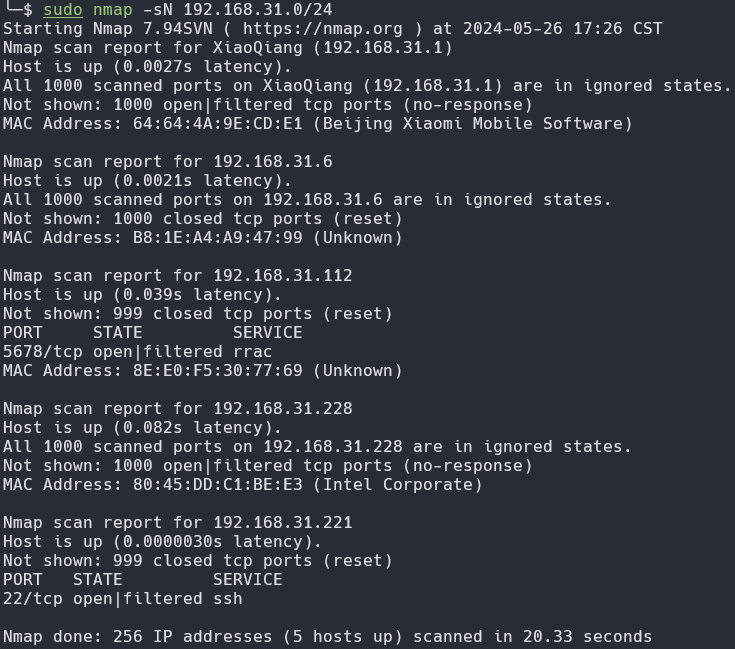 └─$ sudo nmap -sN 192.168.31.0/24
Starting Nmap 7.94SVN ( https://nmap.org ) at 2024-05-26 17:26 CST
Nmap scan report for XiaoQiang (192.168.31.1)
Host is up (0.0027s latency).
All 1000 scanned ports on XiaoQiang (192.168.31.1) are in ignored states.
Not shown: 1000 open|filtered tcp ports (no-response)
MAC Address: 64:64:4A:9E:CD:E1 (Beijing Xiaomi Mobile Software)

Nmap scan report for 192.168.31.6
Host is up (0.0021s latency).
All 1000 scanned ports on 192.168.31.6 are in ignored states.
Not shown: 1000 closed tcp ports (reset)
MAC Address: B8:1E:A4:A9:47:99 (Unknown)

Nmap scan report for 192.168.31.112
Host is up (0.039s latency).
Not shown: 999 closed tcp ports (reset)
PORT     STATE         SERVICE
5678/tcp open|filtered rrac
MAC Address: 8E:E0:F5:30:77:69 (Unknown)

Nmap scan report for 192.168.31.228
Host is up (0.082s latency).
All 1000 scanned ports on 192.168.31.228 are in ignored states.
Not shown: 1000 open|filtered tcp ports (no-response)
MAC Address: 80:45:DD:C1:BE:E3 (Intel Corporate)

Nmap scan report for 192.168.31.221
Host is up (0.0000030s latency).
Not shown: 999 closed tcp ports (reset)
PORT   STATE         SERVICE
22/tcp open|filtered ssh

Nmap done: 256 IP addresses (5 hosts up) scanned in 20.33 seconds